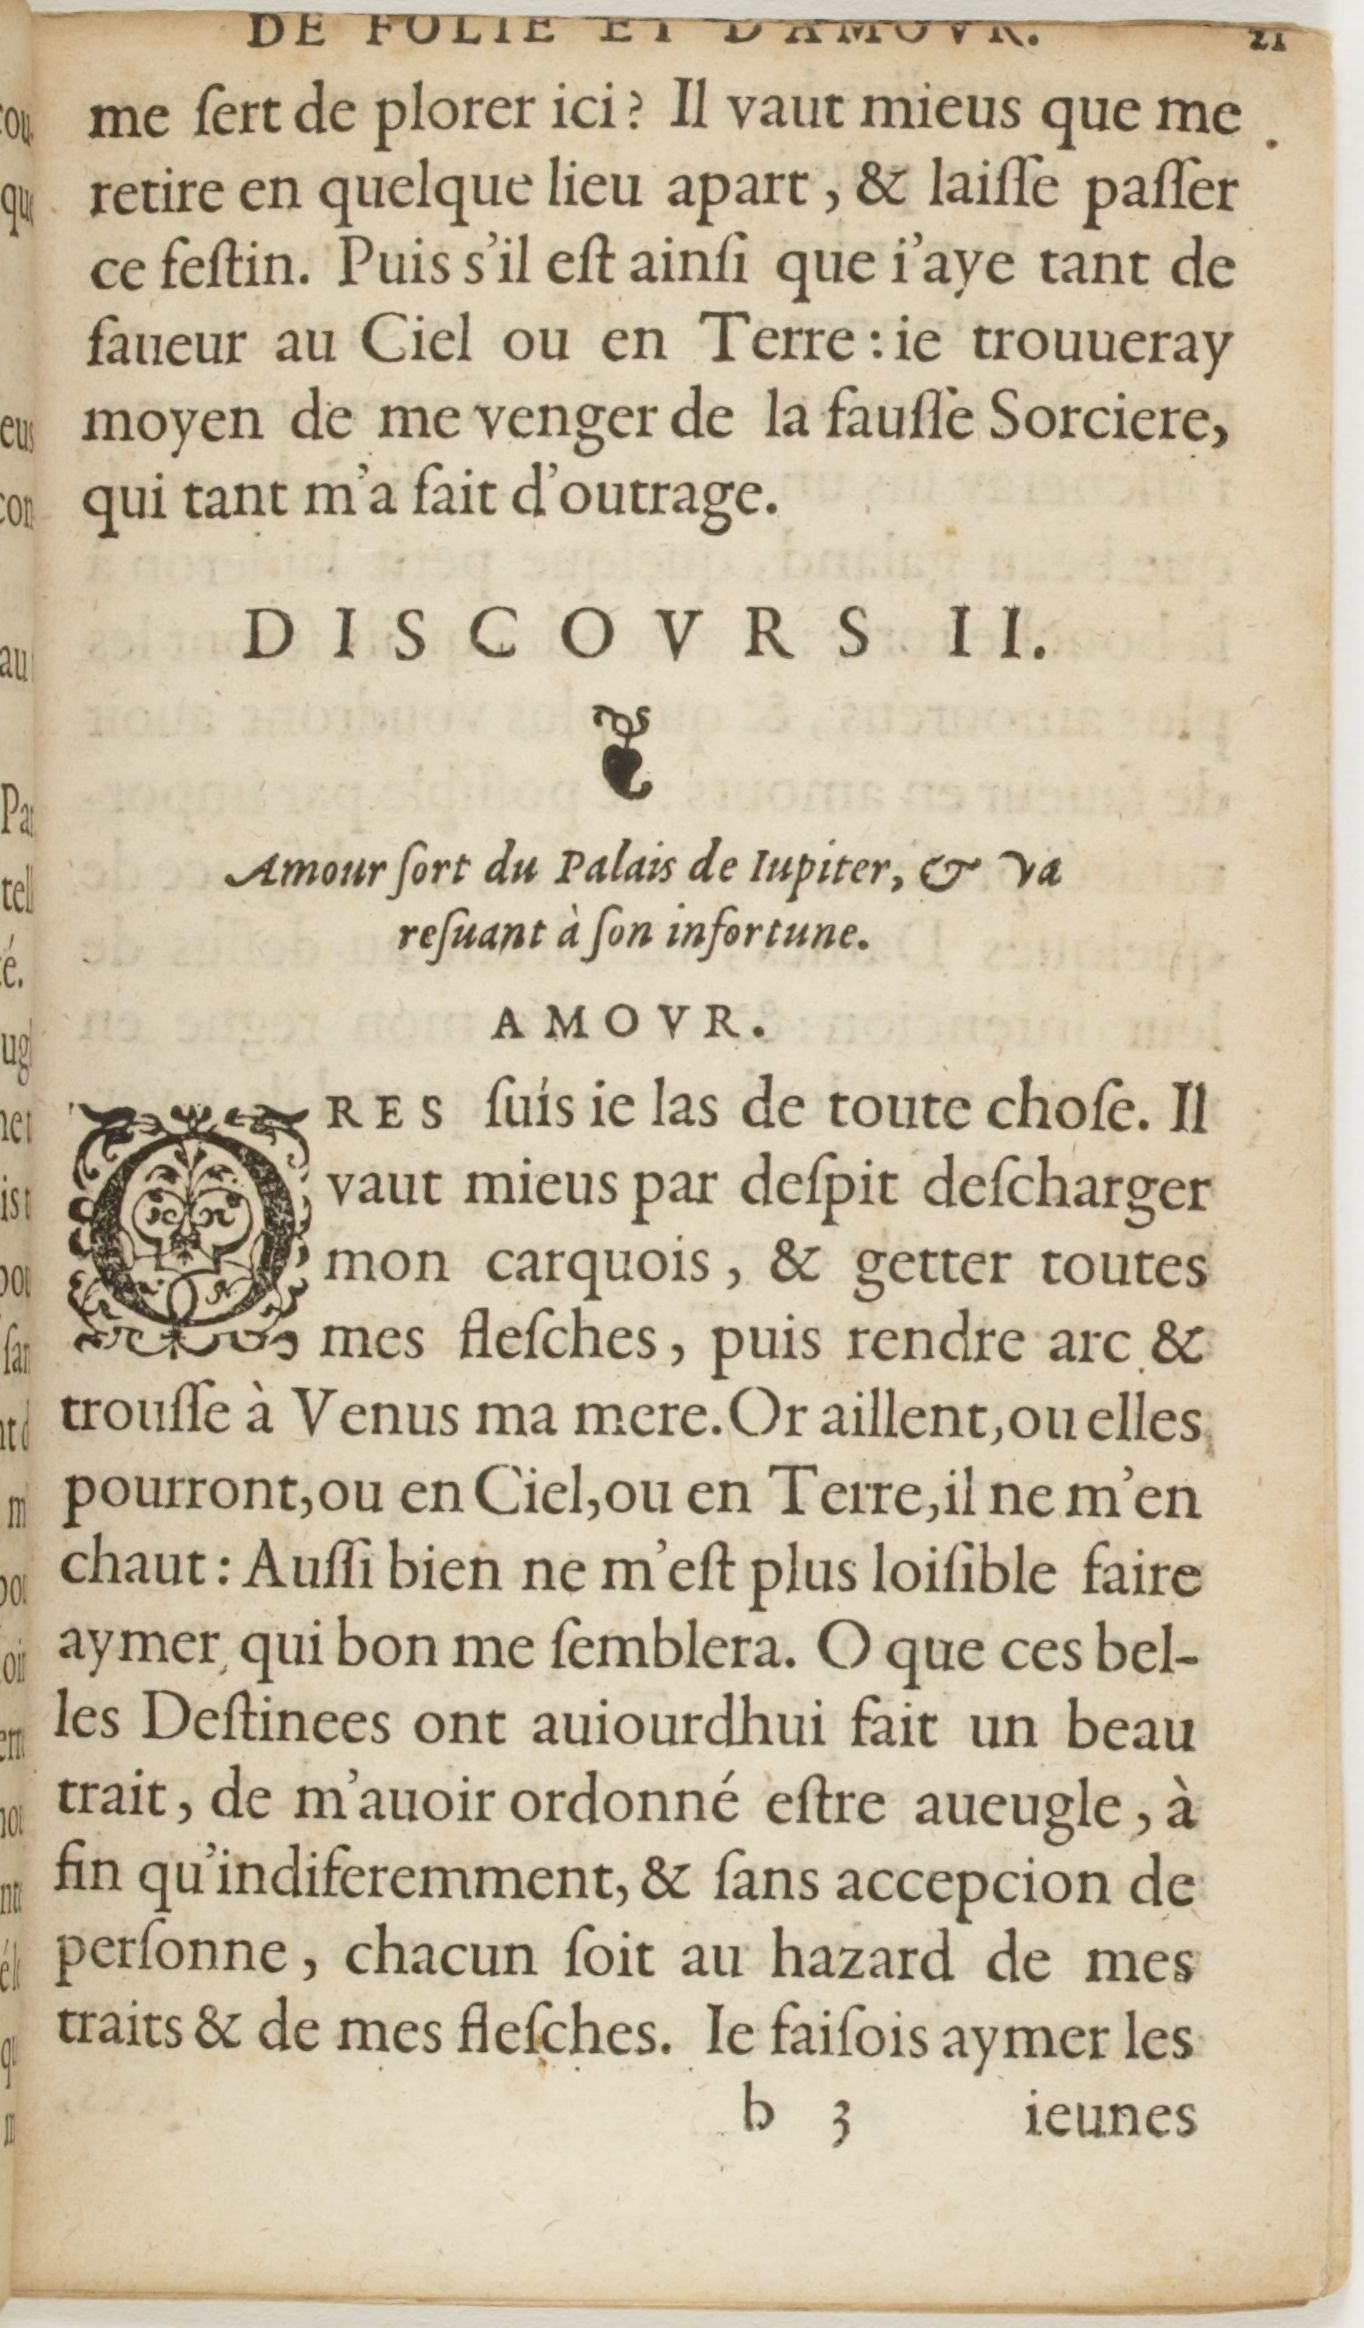 DE FOLIE ET D'AMOVR. 21
me ſert de plorer ici? Il vaut mieus que me
retire en quelque lieu apart, & laiſſe paſſer
ce feſtin. Puis s'il eſt ainſi que i'aye tant de
faueur au Ciel ou en Terre: ie trouueray
moyen de me venger de la fauſſe Sorciere,
qui tant m'a fait d'outrage.
DISCOVRS II.
Amour ſort du Palais de Iupiter, & va
reſuant à ſon infortune.
AMOVR.
ORES ſuis ie las de toute choſe. Il
vaut mieus par deſpit deſcharger
mon carquois, & getter toutes
mes fleſches, puis rendre arc &
trouſſe à Venus ma mere. Or aillent, ou elles
pourront, ou en Ciel, ou en Terre, il ne m'en
chaut: Auſſi bien ne m'eſt plus loiſible faire
aymer qui bon me ſemblera. O que ces bel-
les Deſtinees ont auiourdhui fait un beau
trait, de m'auoir ordonné eſtre aueugle, à
fin qu'indiferemment, & ſans accepcion de
perſonne, chacun ſoit au hazard de mes
traits & de mes fleſches. Ie faiſois aymer les
b 3 ieunes